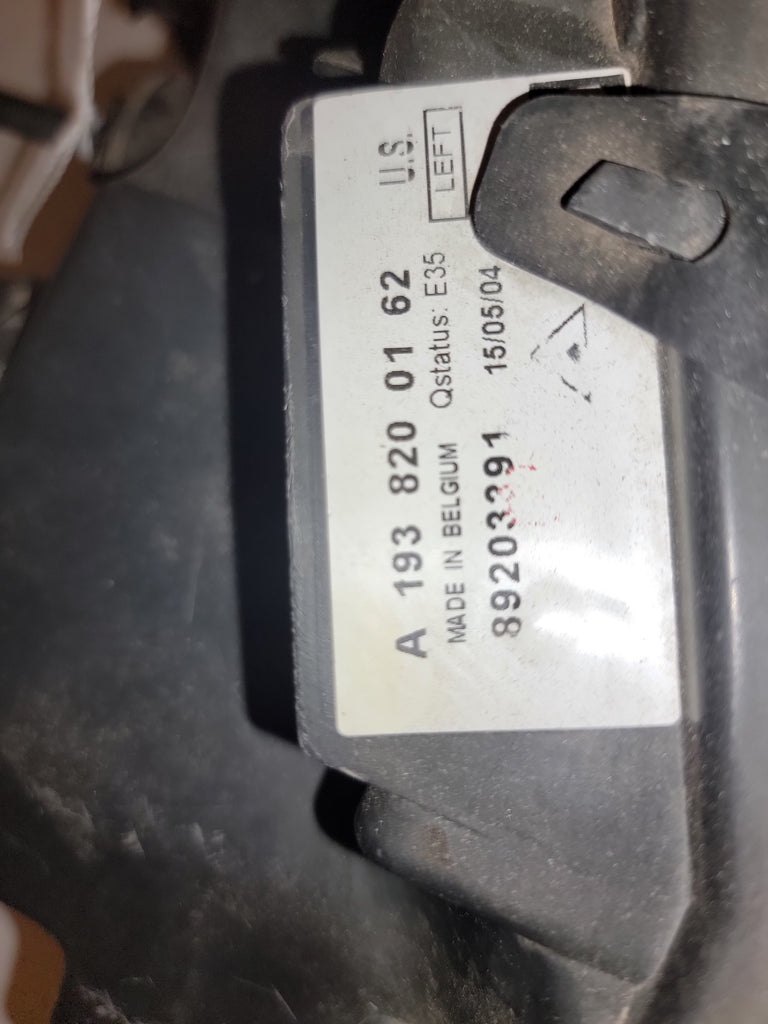 U.S.
LEFT
A 193 820 01 62
MADE IN BELGIUM Qstatus: E35
89203391 15/05/04